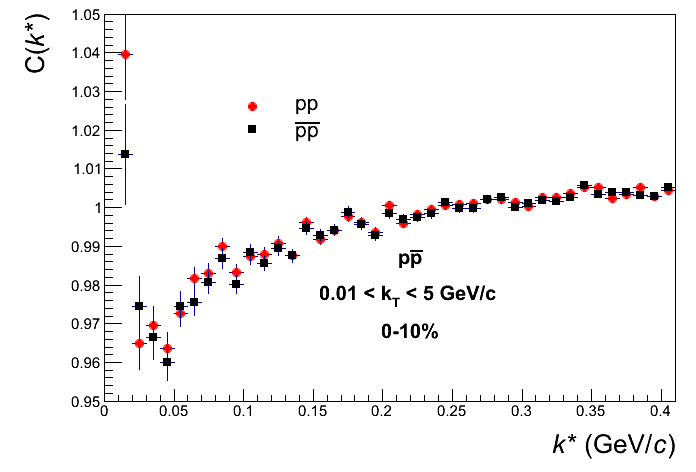 C(k*)
1.05
1.04
1.03
1.02
1.01
1
0.99
0.98
0.97
0.96
0.95
pp
p̅p̅
pp̅
0.01 < k_T < 5 GeV/c
0-10%
0 0.05 0.1 0.15 0.2 0.25 0.3 0.35 0.4
k* (GeV/c)